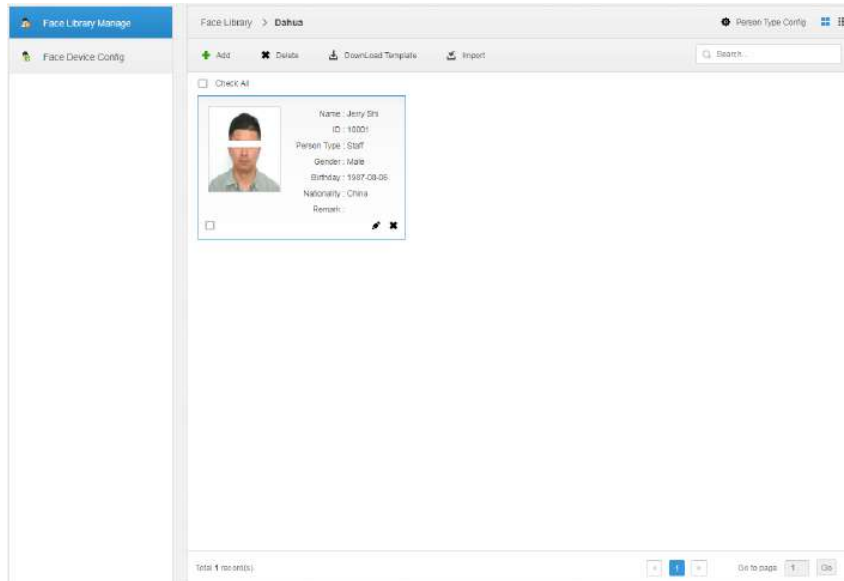 Face Library Manage
Face Device Config
Face Library > Dahua
Person Type Config
Add Delete DownLoad Template Import
Search...
Check All
Name : Jerry Shi
ID : 10001
Person Type : Staff
Gender : Male
Birthday : 1987-08-06
Nationality : China
Remark :
Total 1 record(s).
1
Go to page 1 Go